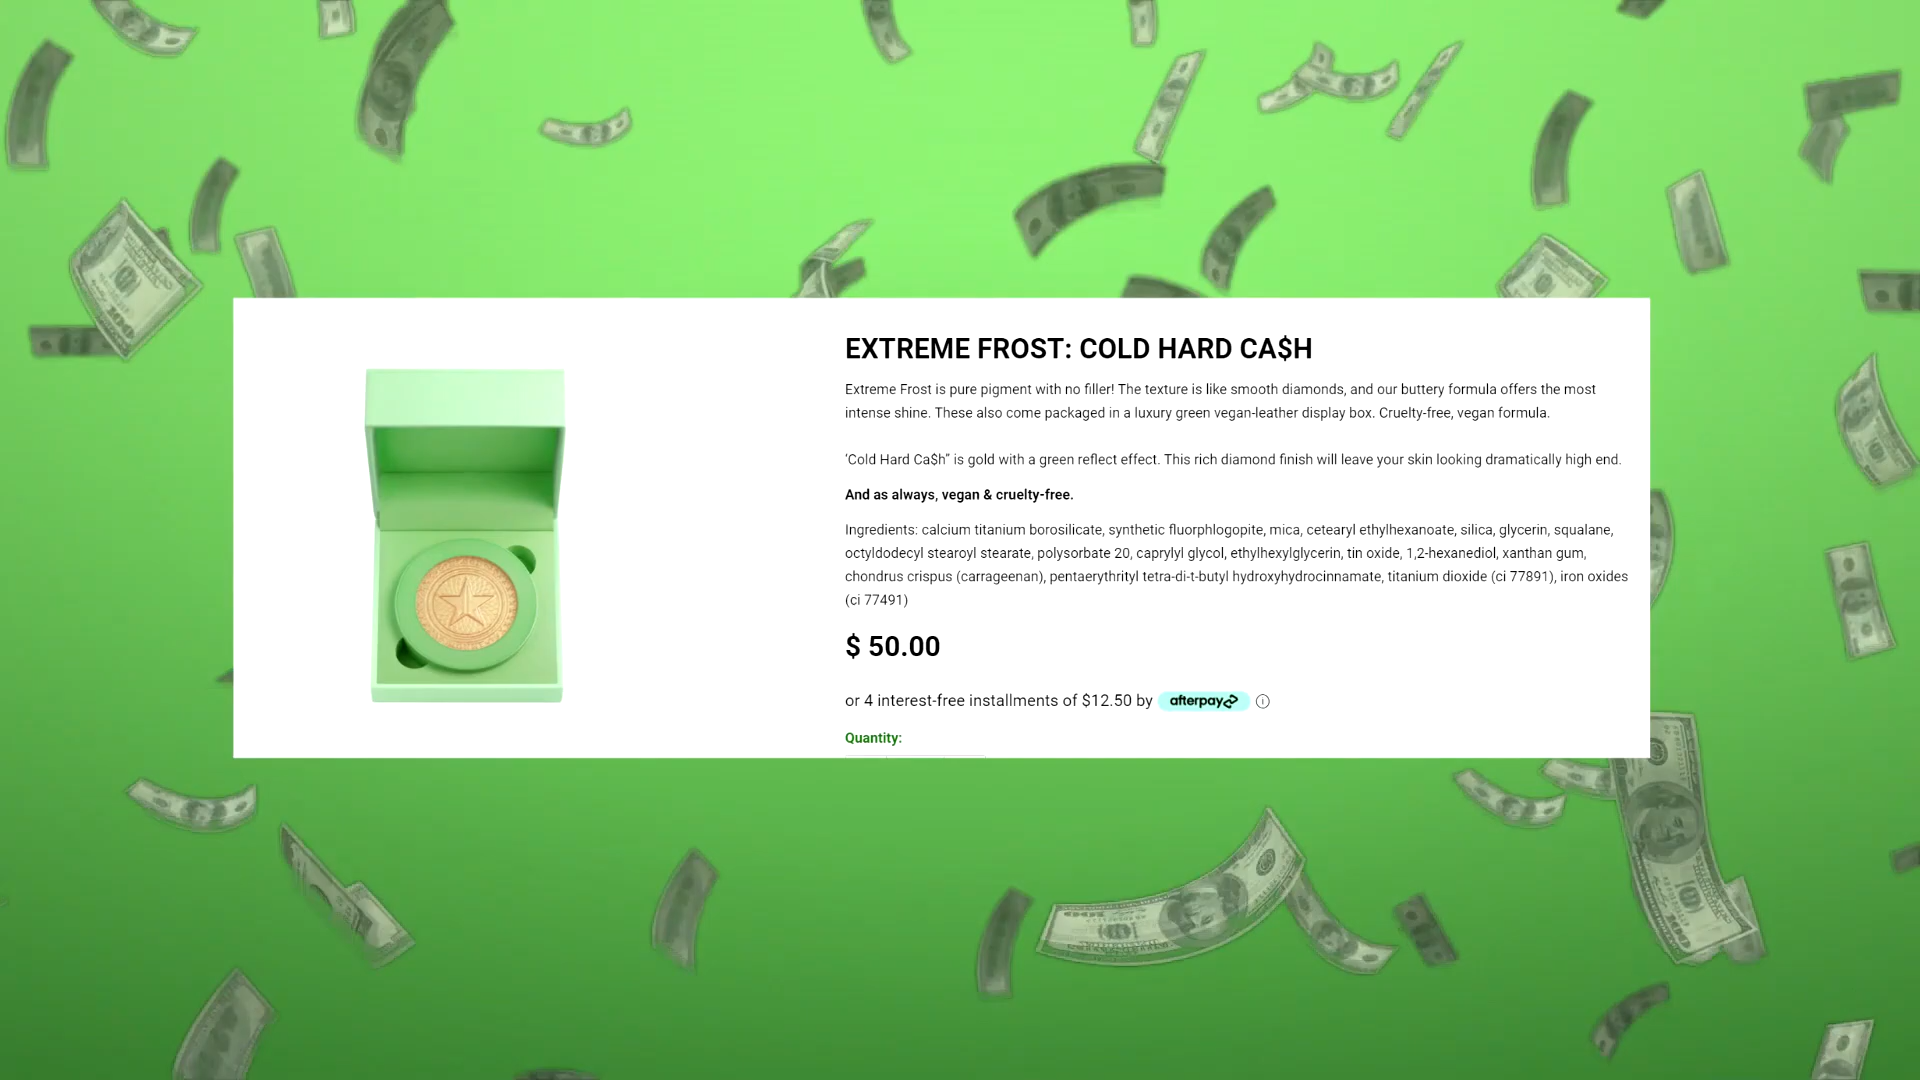 EXTREME FROST: COLD HARD CA$H
Extreme Frost is pure pigment with no filler! The texture is like smooth diamonds, and our buttery formula offers the most
intense shine. These also come packaged in a luxury green vegan-leather display box. Cruelty-free, vegan formula.
‘Cold Hard Ca$h” is gold with a green reflect effect. This rich diamond finish will leave your skin looking dramatically high end.
And as always, vegan & cruelty-free.
Ingredients: calcium titanium borosilicate, synthetic fluorphlogopite, mica, cetearyl ethylhexanoate, silica, glycerin, squalane,
octyldodecyl stearoyl stearate, polysorbate 20, caprylyl glycol, ethylhexylglycerin, tin oxide, 1,2-hexanediol, xanthan gum,
chondrus crispus (carrageenan), pentaerythrityl tetra-di-t-butyl hydroxyhydrocinnamate, titanium dioxide (ci 77891), iron oxides
(ci 77491)
$ 50.00
or 4 interest-free installments of $12.50 by afterpay
Quantity: